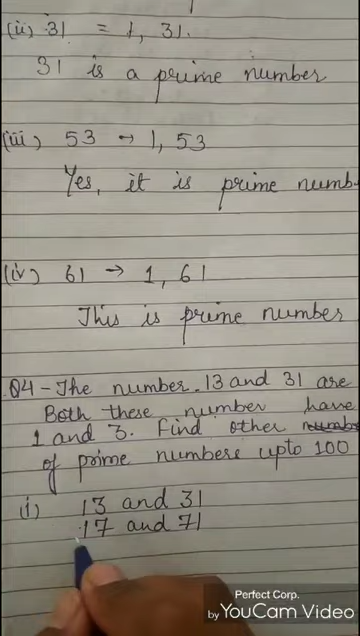 (ii) 31 = 1, 31.
31 is a prime number
(iii) 53 → 1, 53
Yes, it is prime numb
(iv) 61 → 1, 61
This is prime number
Q4 - The number 13 and 31 are
Both these number have
1 and 3. Find other
of prime numbers upto 100
(i) 13 and 31
17 and 71
Perfect Corp.
by YouCam Video